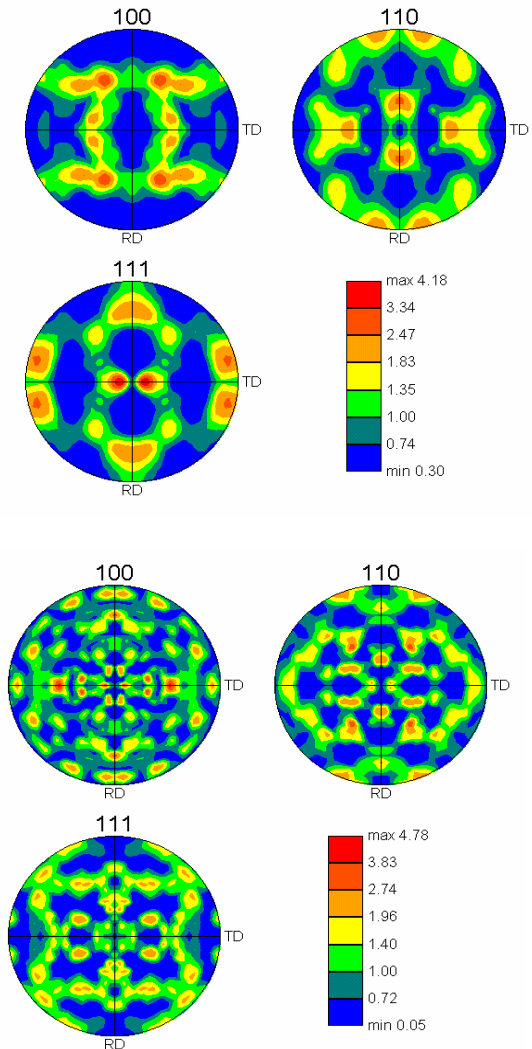 100
110
TD
TD
RD
RD
111
max 4.18
3.34
2.47
TD
1.83
1.35
1.00
0.74
min 0.30
RD
100
110
TD
TD
RD
RD
111
max 4.78
3.83
2.74
1.96
TD
1.40
1.00
0.72
min 0.05
RD